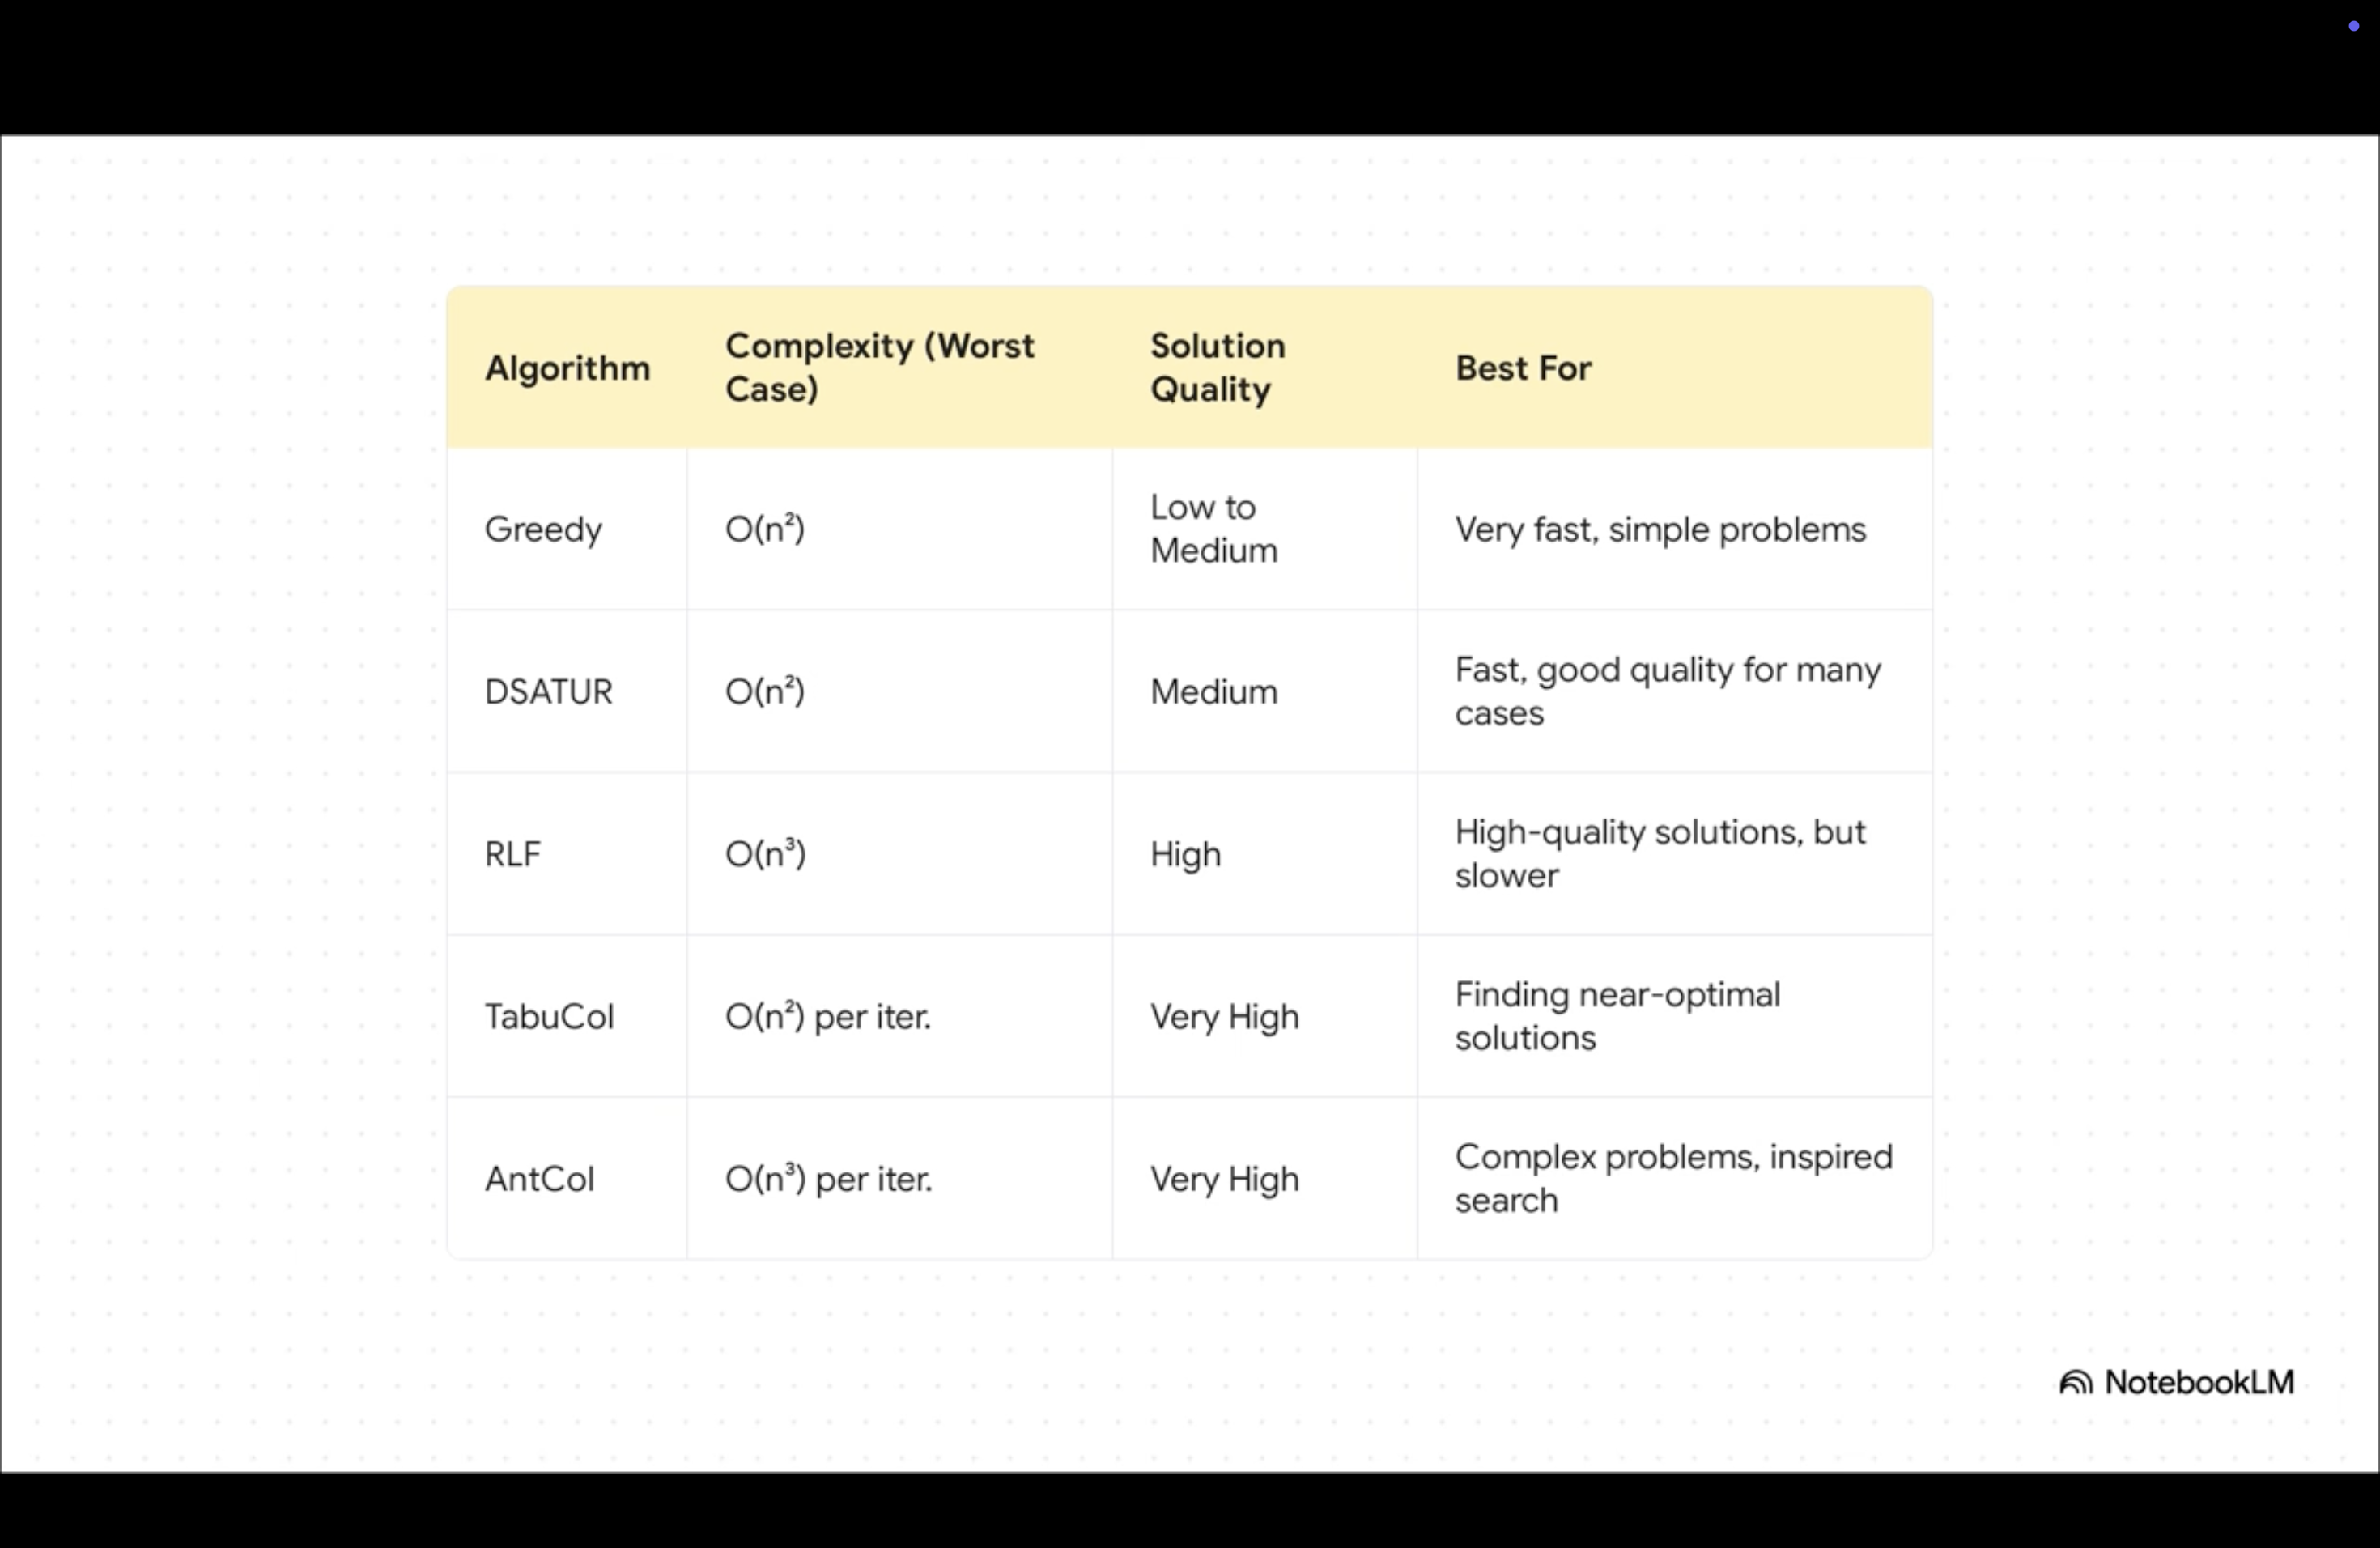 Algorithm
Complexity (Worst
Case)
Solution
Quality
Best For
Greedy
O(n²)
Low to
Medium
Very fast, simple problems
DSATUR
O(n²)
Medium
Fast, good quality for many
cases
RLF
O(n³)
High
High-quality solutions, but
slower
TabuCol
O(n²) per iter.
Very High
Finding near-optimal
solutions
AntCol
O(n³) per iter.
Very High
Complex problems, inspired
search
NotebookLM